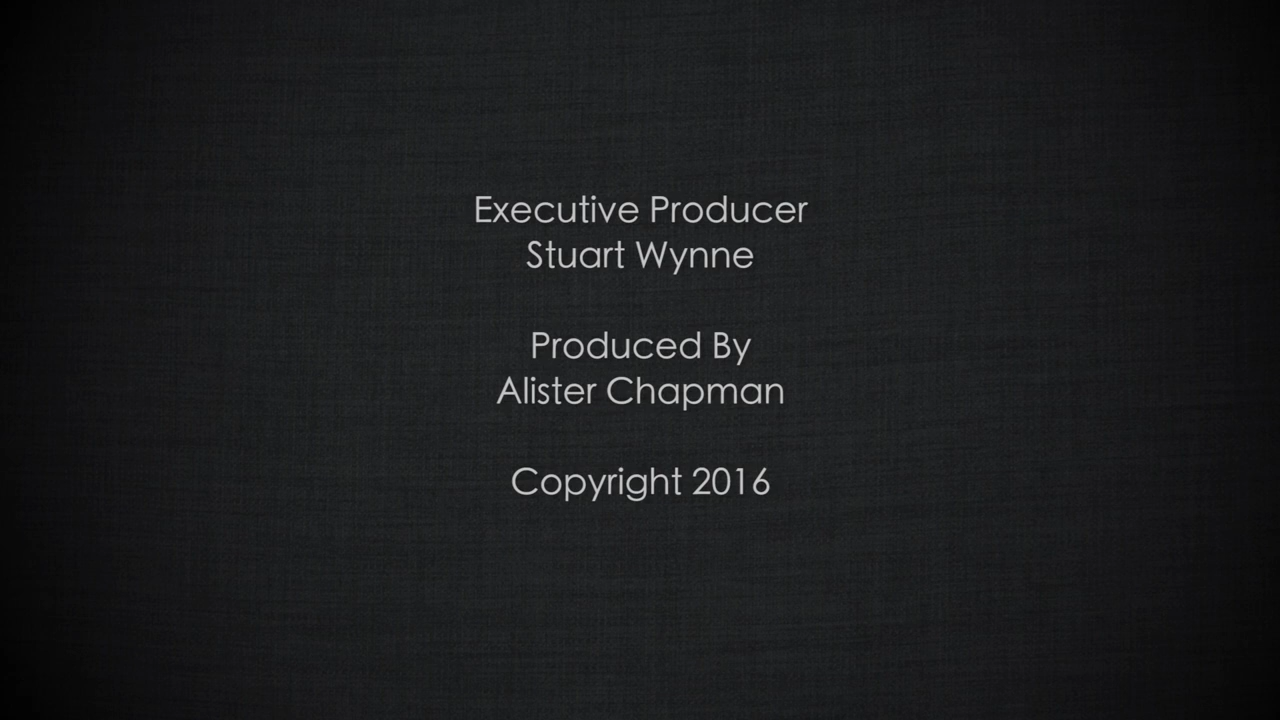 Executive Producer
Stuart Wynne
Produced By
Alister Chapman
Copyright 2016